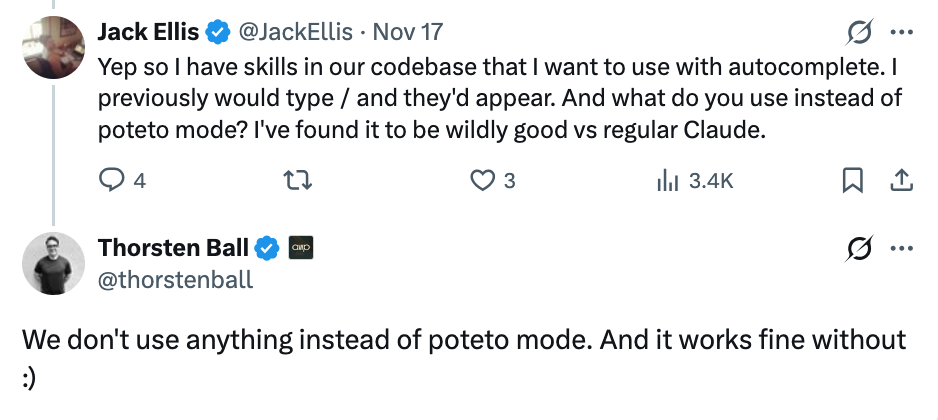 Jack Ellis @JackEllis · Nov 17
Yep so I have skills in our codebase that I want to use with autocomplete. I
previously would type / and they'd appear. And what do you use instead of
poteto mode? I've found it to be wildly good vs regular Claude.
4 3 3.4K
Thorsten Ball amp
@thorstenball
We don't use anything instead of poteto mode. And it works fine without
:)